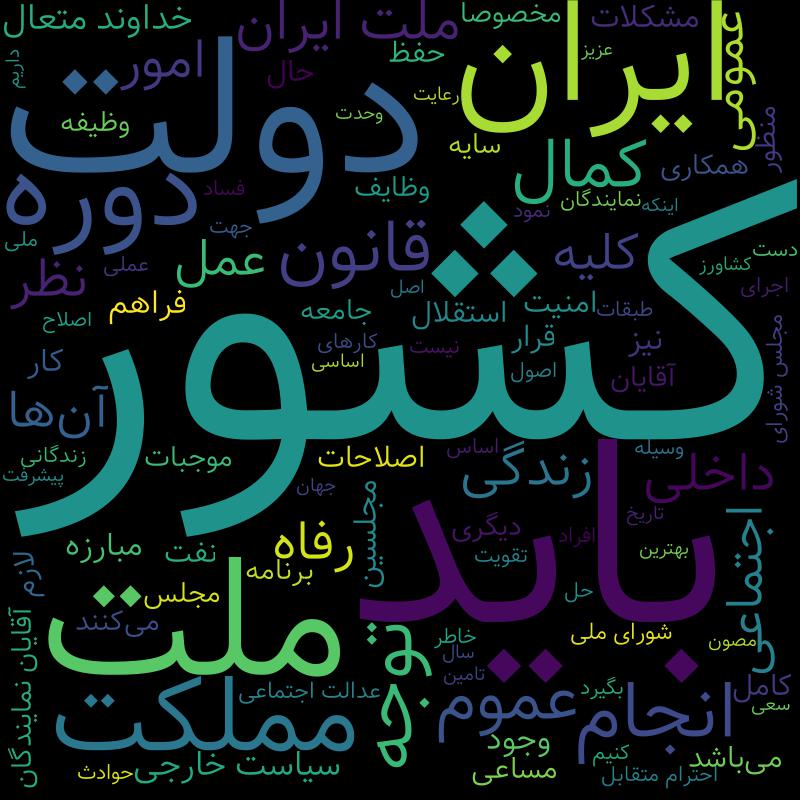 خداوند متعال
ملت ایران
مخصوصا
مشکلات
ایران
عمومی
عزیز
داریم
امور
حفظ
حال
دولت
رعایت
وحدت
وظیفه
سایه
منظور
کمال
همکاری
دوره
فساد
وظایف
نمایندگان
اینکه
نمود
جهت
ملی
قانون
کلیه
دست
کشاورز
عمل
عملی
نظر
اصل
اجرای
فراهم
جامعه
استقلال
امنیت
طبقات
کشور
اصلاح
کارهای
نیست
قرار
نیز
اساسی
کار
اصول
آقایان
مجلس شورای
آن‌ها
زندگانی
موجبات
اصلاحات
اساس
وسیله
پیشرفت
زندگی
داخلی
جهان
مجلسین
باید
تاریخ
دیگری
افراد
اجتماعی
رفاه
مبارزه
نفت
تقویت
بهترین
لازم
برنامه
حل
ملت
مجلس
می‌کنند
توجه
خاطر
شورای ملی
مصون
سال
آقایان نمایندگان
تامین
عدالت اجتماعی
بگیرد
کامل
سعی
مملکت
عموم
انجام
وجود
کنیم
می‌باشد
سیاست خارجی
حوادث
مساعی
احترام متقابل